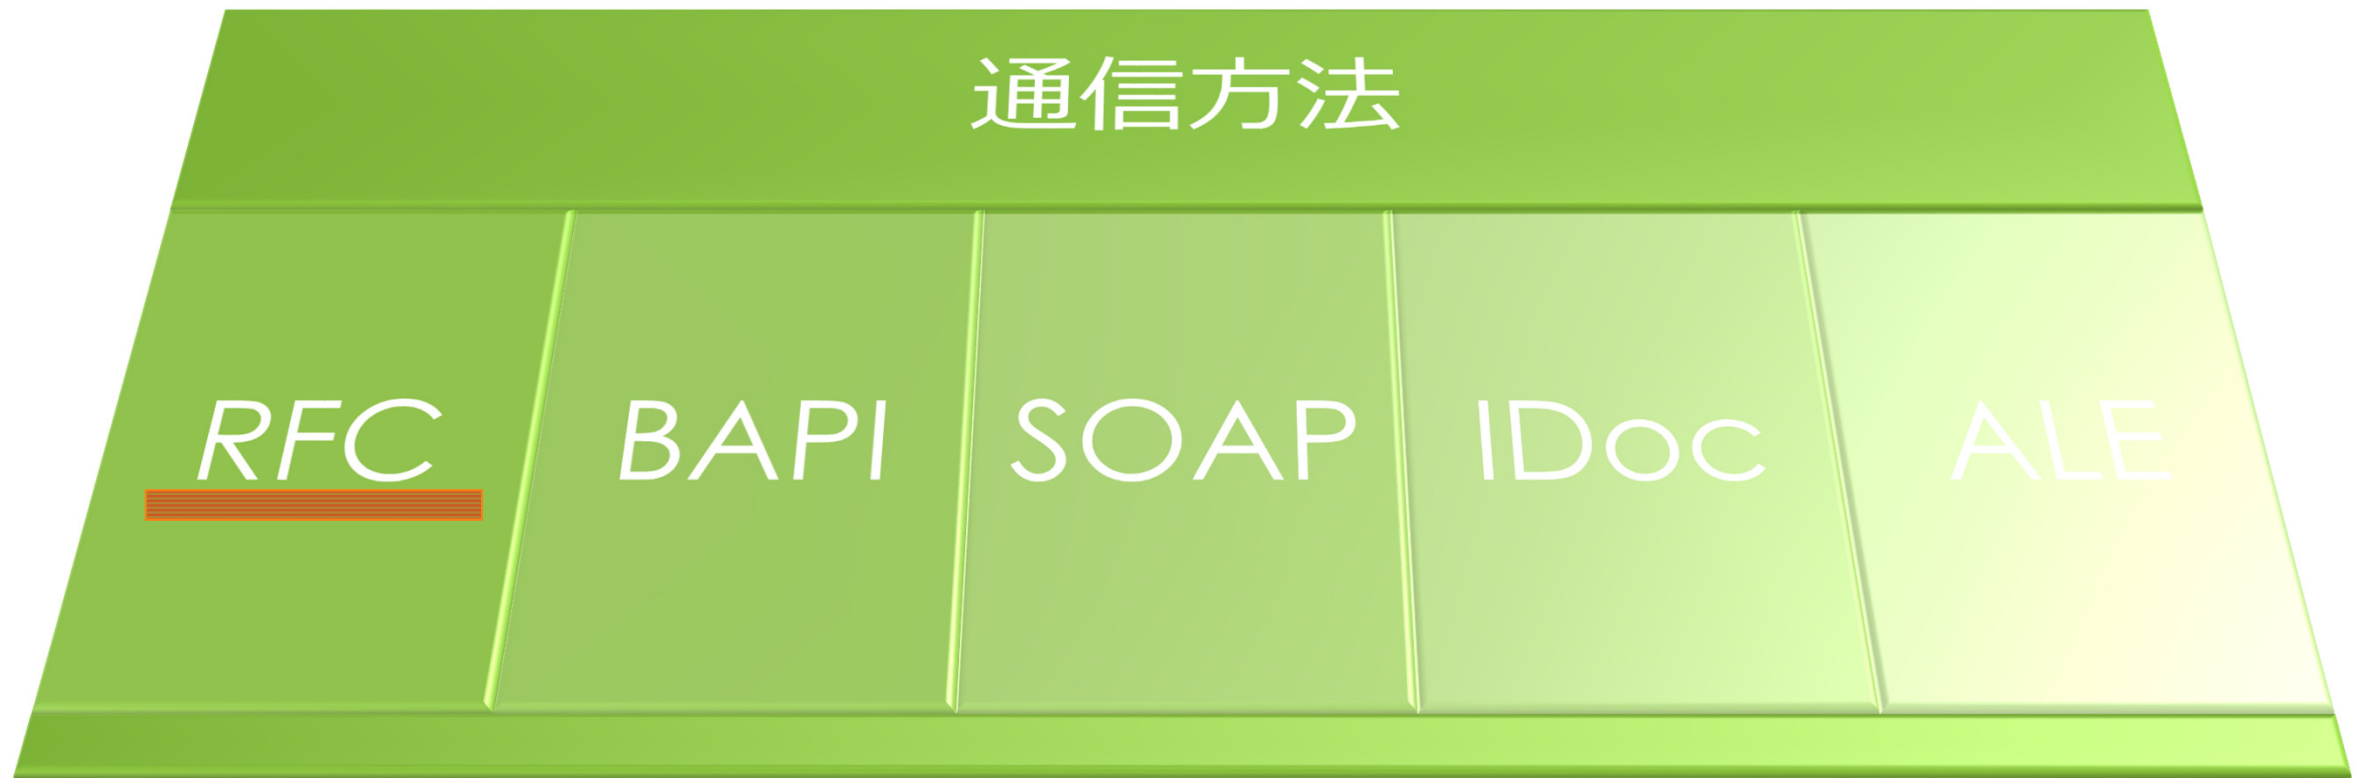 通信方法
RFC BAPI SOAP IDoc ALE